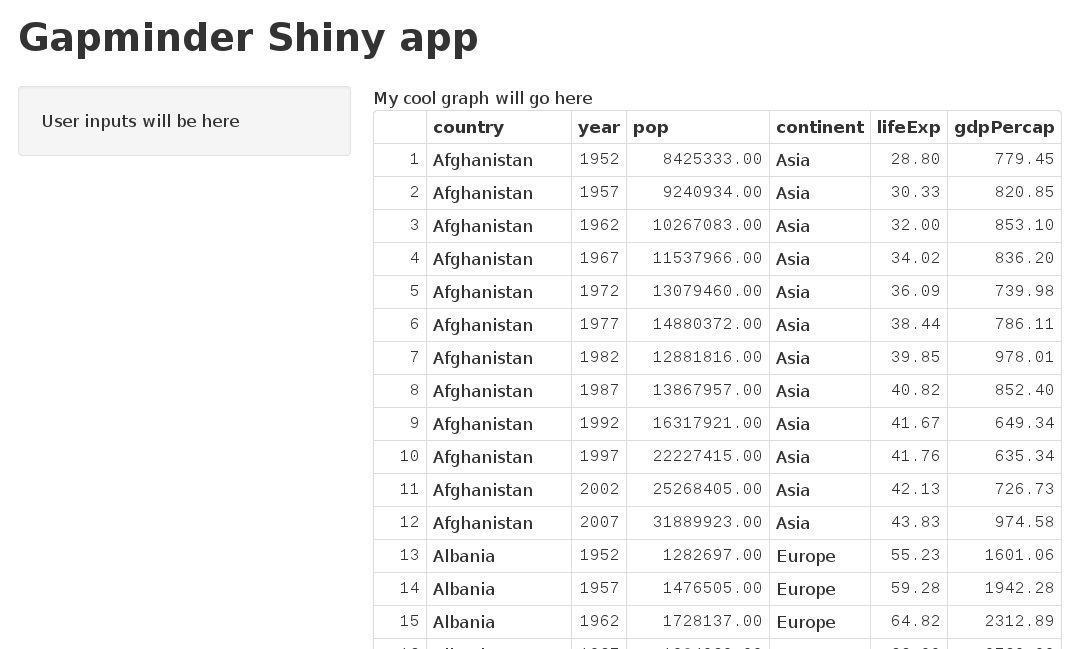 Gapminder Shiny app
User inputs will be here
My cool graph will go here
country year pop continent lifeExp gdpPercap
1 Afghanistan 1952 8425333.00 Asia 28.80 779.45
2 Afghanistan 1957 9240934.00 Asia 30.33 820.85
3 Afghanistan 1962 10267083.00 Asia 32.00 853.10
4 Afghanistan 1967 11537966.00 Asia 34.02 836.20
5 Afghanistan 1972 13079460.00 Asia 36.09 739.98
6 Afghanistan 1977 14880372.00 Asia 38.44 786.11
7 Afghanistan 1982 12881816.00 Asia 39.85 978.01
8 Afghanistan 1987 13867957.00 Asia 40.82 852.40
9 Afghanistan 1992 16317921.00 Asia 41.67 649.34
10 Afghanistan 1997 22227415.00 Asia 41.76 635.34
11 Afghanistan 2002 25268405.00 Asia 42.13 726.73
12 Afghanistan 2007 31889923.00 Asia 43.83 974.58
13 Albania 1952 1282697.00 Europe 55.23 1601.06
14 Albania 1957 1476505.00 Europe 59.28 1942.28
15 Albania 1962 1728137.00 Europe 64.82 2312.89